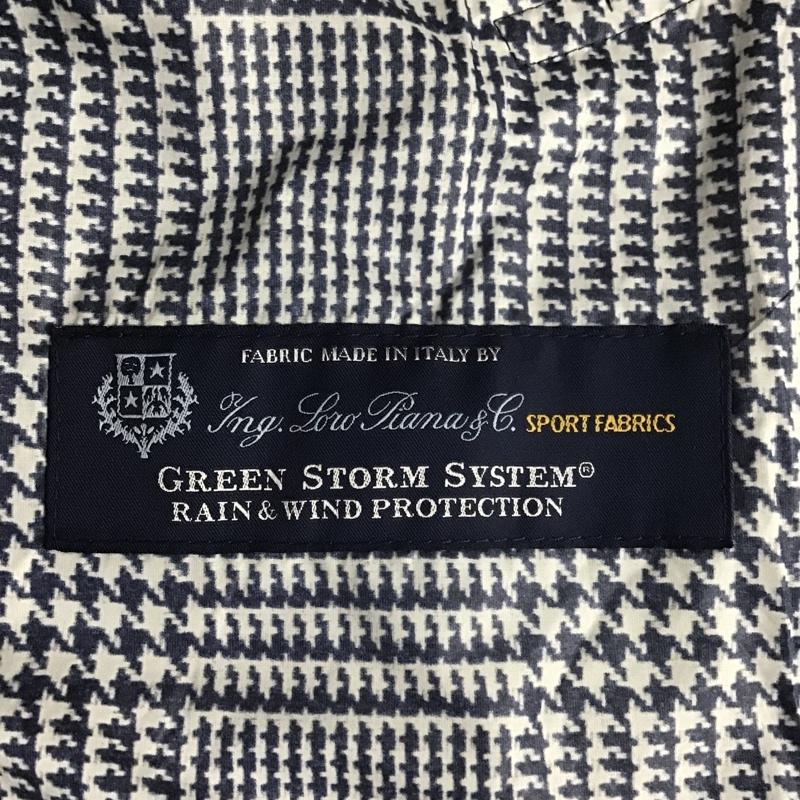 FABRIC MADE IN ITALY BY
Ing. Loro Piana & C. SPORT FABRICS
GREEN STORM SYSTEM®
RAIN & WIND PROTECTION